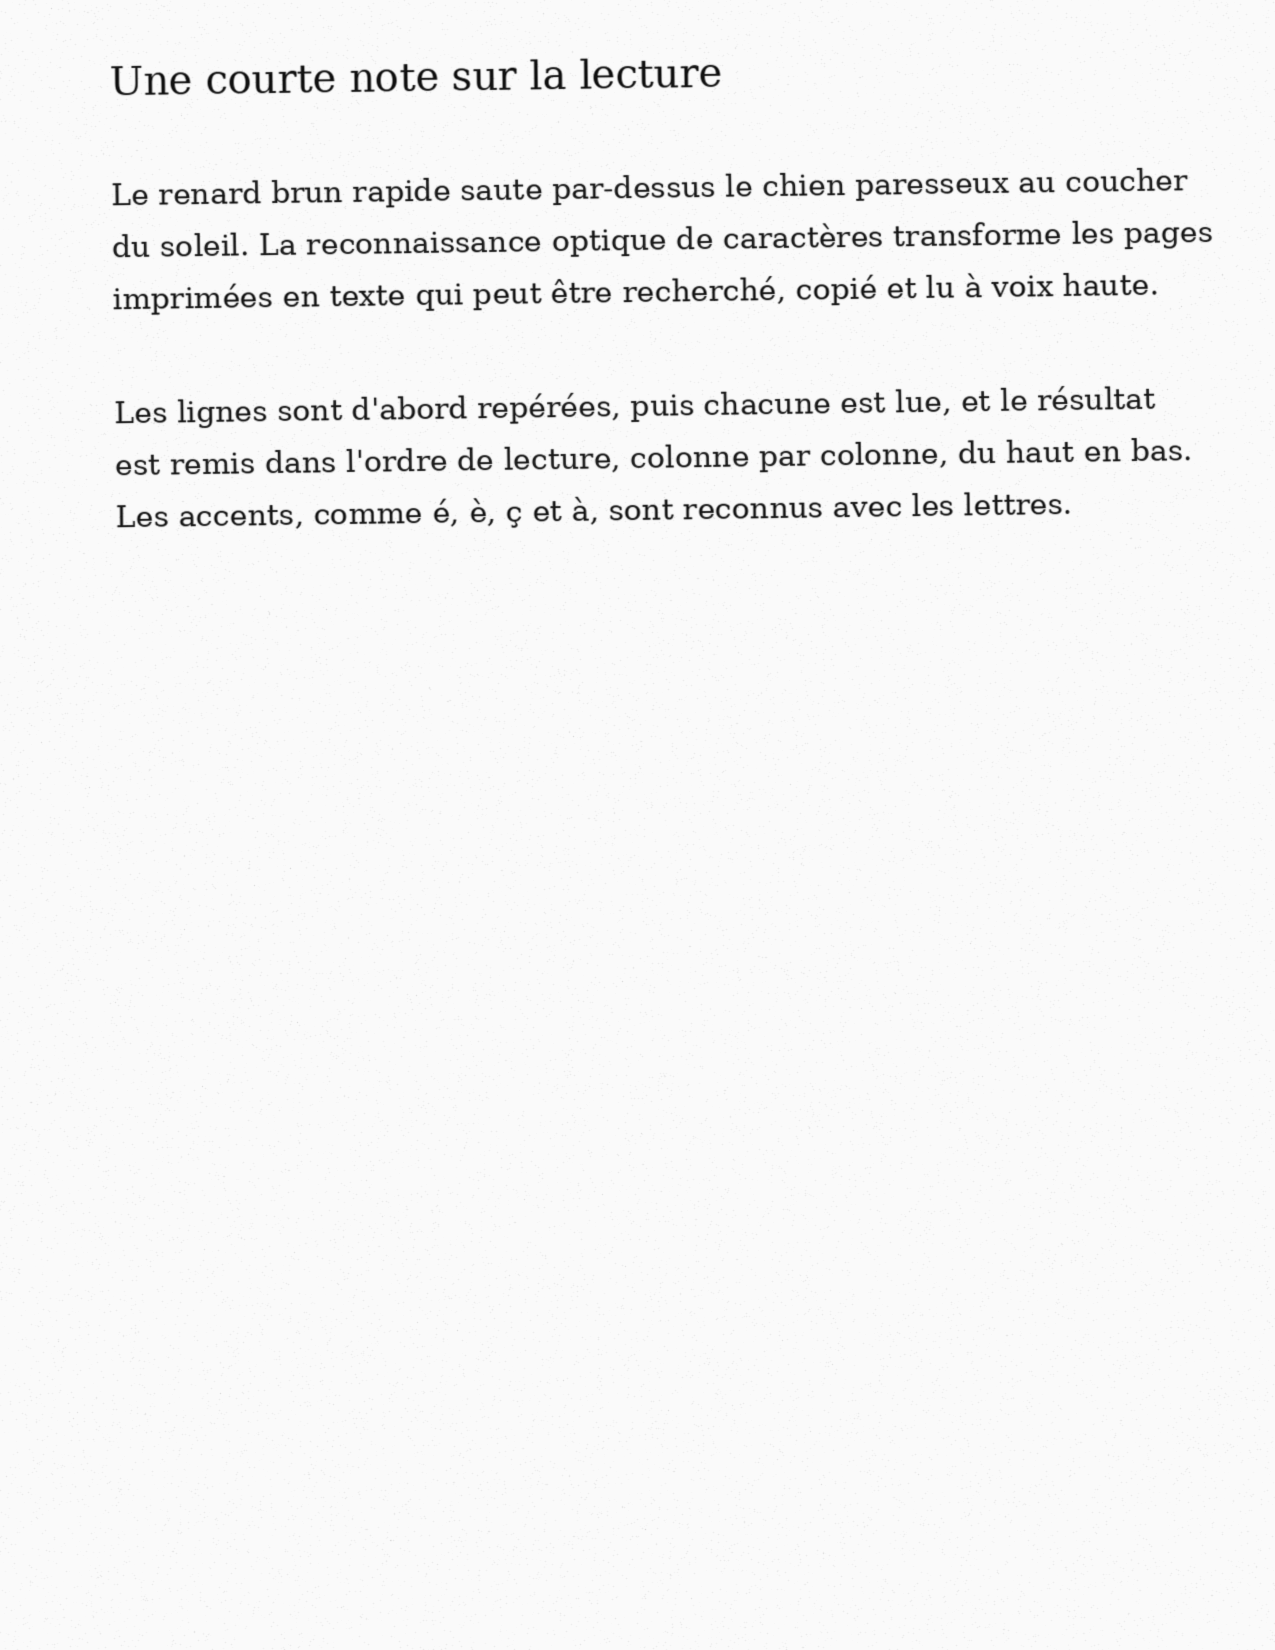 Une courte note sur la lecture
Le renard brun rapide saute par-dessus le chien paresseux au coucher
du soleil. La reconnaissance optique de caractères transforme les pages
imprimées en texte qui peut être recherché, copié et lu à voix haute.
Les lignes sont d'abord repérées, puis chacune est lue, et le résultat
est remis dans l'ordre de lecture, colonne par colonne, du haut en bas.
Les accents, comme é, è, ç et à, sont reconnus avec les lettres.